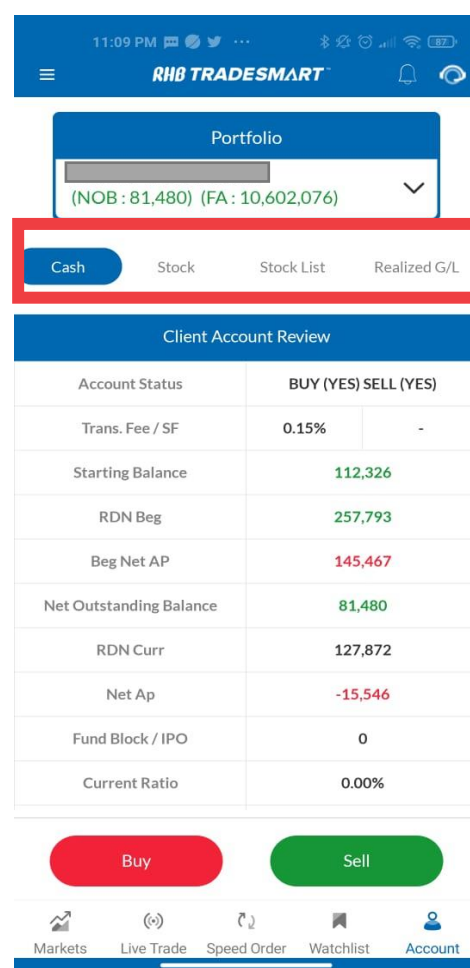 11:09 PM ... 87
RHB TRADESMART™
Portfolio
(NOB : 81,480) (FA : 10,602,076)
Cash Stock Stock List Realized G/L
Client Account Review
Account Status BUY (YES) SELL (YES)
Trans. Fee / SF 0.15% -
Starting Balance 112,326
RDN Beg 257,793
Beg Net AP 145,467
Net Outstanding Balance 81,480
RDN Curr 127,872
Net Ap -15,546
Fund Block / IPO 0
Current Ratio 0.00%
Buy Sell
Markets Live Trade Speed Order Watchlist Account